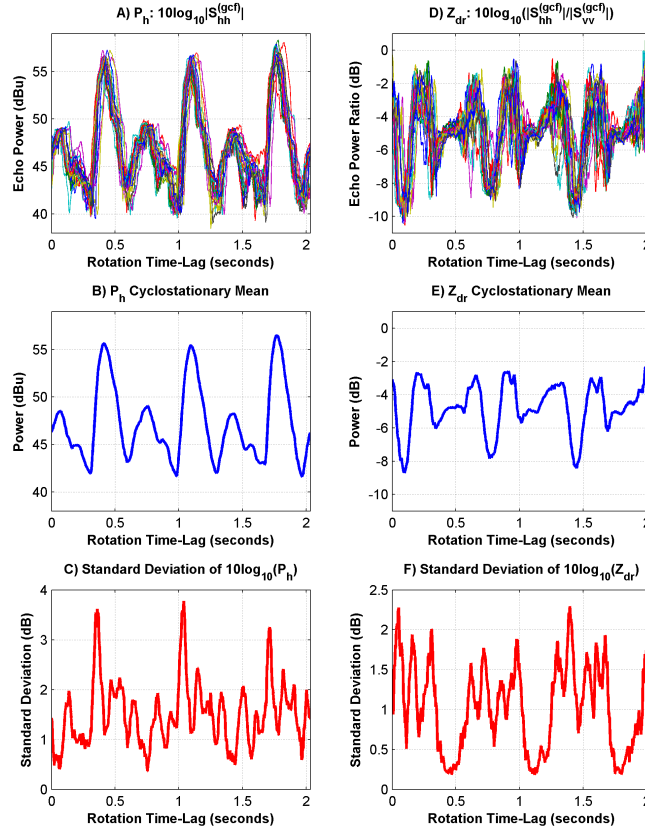 A) P_h: 10log_10|S_hh^(gcf)|
Echo Power (dBu)
55
50
45
40
0 0.5 1 1.5 2
Rotation Time-Lag (seconds)
D) Z_dr: 10log_10(|S_hh^(gcf)|/|S_vv^(gcf)|)
Echo Power Ratio (dB)
0
-2
-4
-6
-8
-10
0 0.5 1 1.5 2
Rotation Time-Lag (seconds)
B) P_h Cyclostationary Mean
Power (dBu)
55
50
45
40
0 0.5 1 1.5 2
Rotation Time-Lag (seconds)
E) Z_dr Cyclostationary Mean
Power (dB)
0
-2
-4
-6
-8
-10
0 0.5 1 1.5 2
Rotation Time-Lag (seconds)
C) Standard Deviation of 10log_10(P_h)
Standard Deviation (dB)
4
3
2
1
0
0 0.5 1 1.5 2
Rotation Time-Lag (seconds)
F) Standard Deviation of 10log_10(Z_dr)
Standard Deviation (dB)
2.5
2
1.5
1
0.5
0
0 0.5 1 1.5 2
Rotation Time-Lag (seconds)